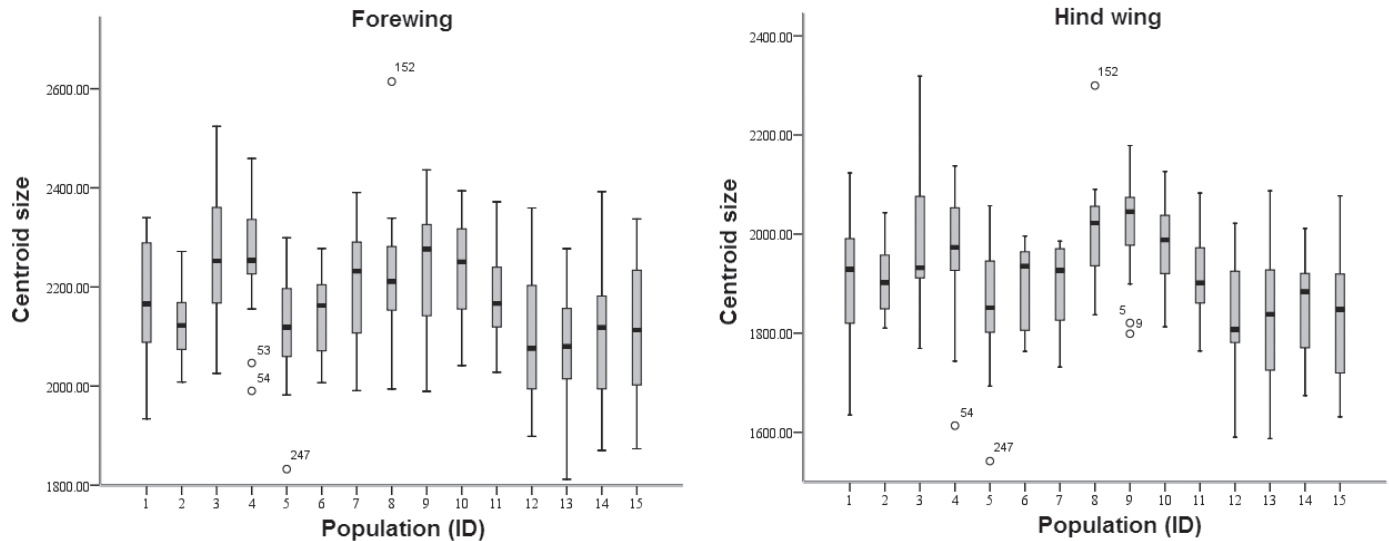 Forewing
152
2600.00
2400.00
2200.00
2000.00
1800.00
53
54
247
Centroid size
1 2 3 4 5 6 7 8 9 10 11 12 13 14 15
Population (ID)
Hind wing
152
2400.00
2200.00
2000.00
1800.00
1600.00
5 9
54
247
Centroid size
1 2 3 4 5 6 7 8 9 10 11 12 13 14 15
Population (ID)